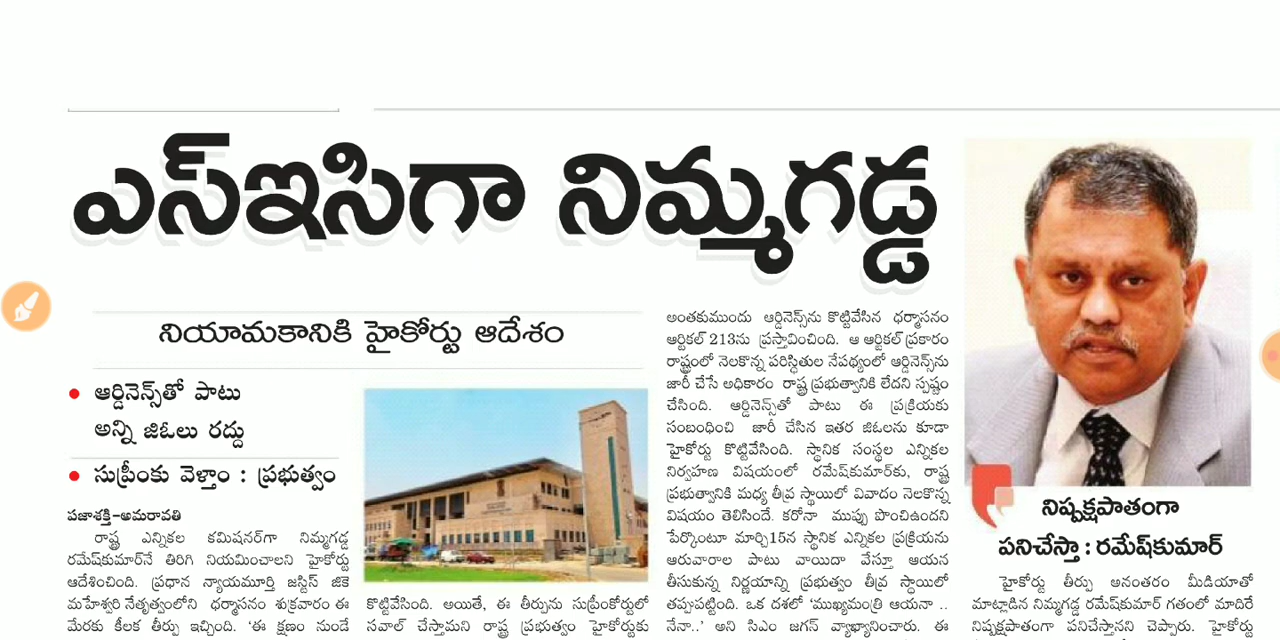 ఎస్ఇసిగా నిమ్మగడ్డ
నియామకానికి హైకోర్టు ఆదేశం
ఆర్డినెన్స్‌తో పాటు
అన్ని జిఓలు రద్దు
సుప్రీంకు వెళ్తాం : ప్రభుత్వం
ప్రజాశక్తి-అమరావతి
రాష్ట్ర ఎన్నికల కమిషనర్‌గా నిమ్మగడ్డ
రమేష్‌కుమార్‌నే తిరిగి నియమించాలని హైకోర్టు
ఆదేశించింది. ప్రధాన న్యాయమూర్తి జస్టిస్ జికె
మహేశ్వరి నేతృత్వంలోని ధర్మాసనం శుక్రవారం ఈ
మేరకు కీలక తీర్పు ఇచ్చింది. 'ఈ క్షణం నుండే
కొట్టివేసింది. అయితే, ఈ తీర్పును సుప్రీంకోర్టులో
సవాల్ చేస్తామని రాష్ట్ర ప్రభుత్వం హైకోర్టుకు
అంతకుముందు ఆర్డినెన్స్‌ను కొట్టివేసిన ధర్మాసనం
ఆర్టికల్ 213ను ప్రస్తావించింది. ఆ ఆర్టికల్ ప్రకారం
రాష్ట్రంలో నెలకొన్న పరిస్థితుల నేపథ్యంలో ఆర్డినెన్స్‌ను
జారీ చేసే అధికారం రాష్ట్ర ప్రభుత్వానికి లేదని స్పష్టం
చేసింది. ఆర్డినెన్స్‌తో పాటు ఈ ప్రక్రియకు
సంబంధించి జారీ చేసిన ఇతర జిఓలను కూడా
హైకోర్టు కొట్టివేసింది. స్థానిక సంస్థల ఎన్నికల
నిర్వహణ విషయంలో రమేష్‌కుమార్‌కు, రాష్ట్ర
ప్రభుత్వానికి మధ్య తీవ్ర స్థాయిలో వివాదం నెలకొన్న
విషయం తెలిసిందే. కరోనా ముప్పు పొంచిఉందని
పేర్కొంటూ మార్చి15న స్థానిక ఎన్నికల ప్రక్రియను
ఆరువారాల పాటు వాయిదా వేస్తూ ఆయన
తీసుకున్న నిర్ణయాన్ని ప్రభుత్వం తీవ్ర స్థాయిలో
తప్పుపట్టింది. ఒక దశలో 'ముఖ్యమంత్రి ఆయనా ..
నేనా..' అని సిఎం జగన్ వ్యాఖ్యానించారు. ఈ
నిష్పక్షపాతంగా
పనిచేస్తా : రమేష్‌కుమార్
హైకోర్టు తీర్పు అనంతరం మీడియాతో
మాట్లాడిన నిమ్మగడ్డ రమేష్‌కుమార్ గతంలో మాదిరే
నిష్పక్షపాతంగా పనిచేస్తానని చెప్పారు. హైకోర్టు